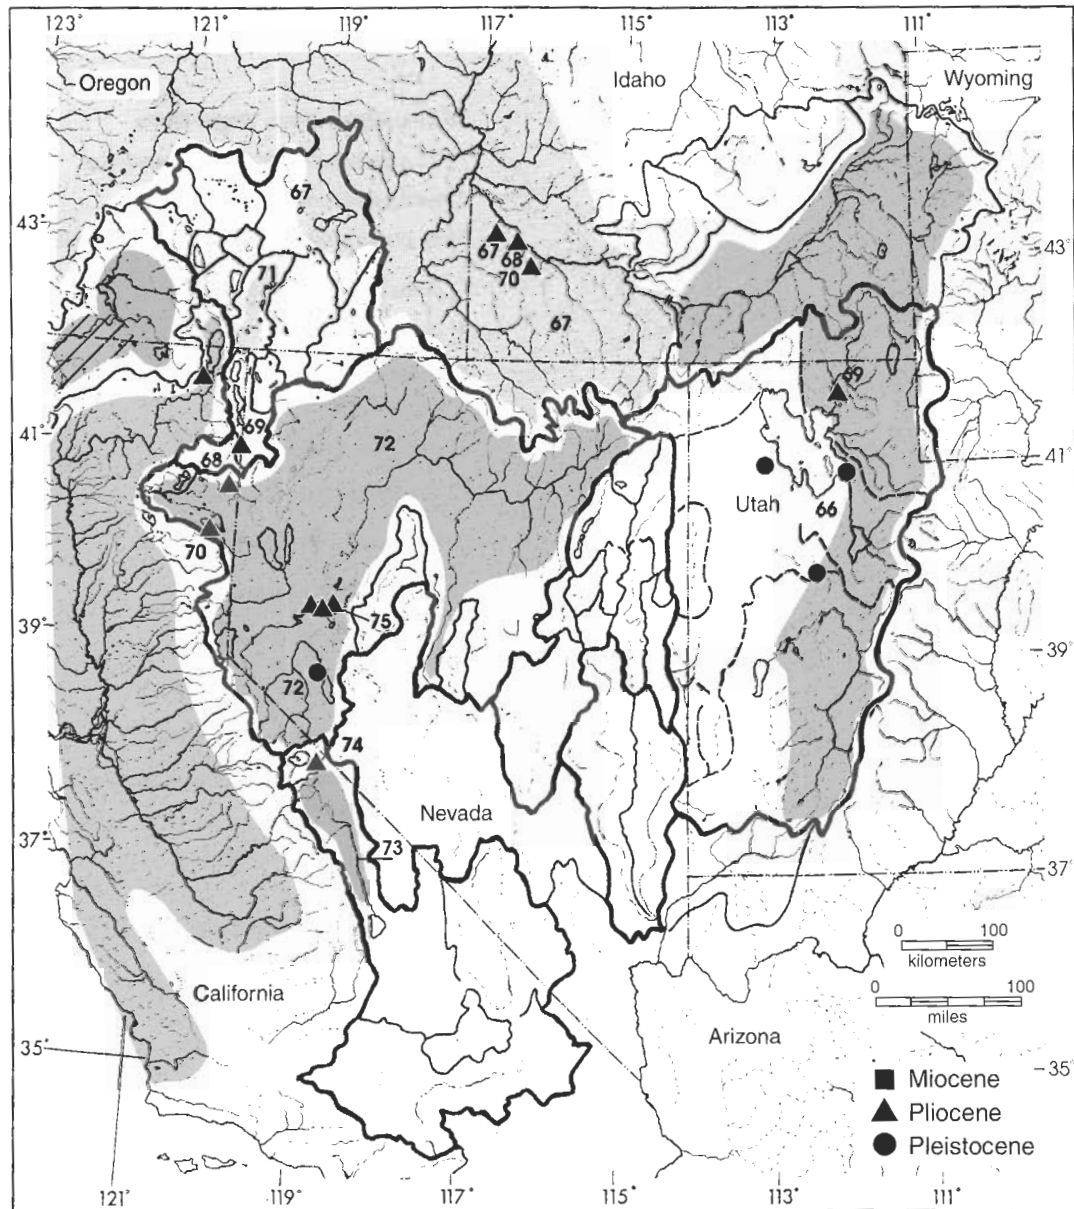 123° 121° 119° 117° 115° 113° 111°
Oregon
Idaho
Wyoming
67
43°
43°
67 68
70
71
67
69
41°
69
72
41°
68
Utah
66
70
39°
75
39°
72
74
Nevada
37°
73
37°
0 100
kilometers
California
0 100
miles
Arizona
35°
35°
Miocene
Pliocene
Pleistocene
121° 119° 117° 115° 113° 111°